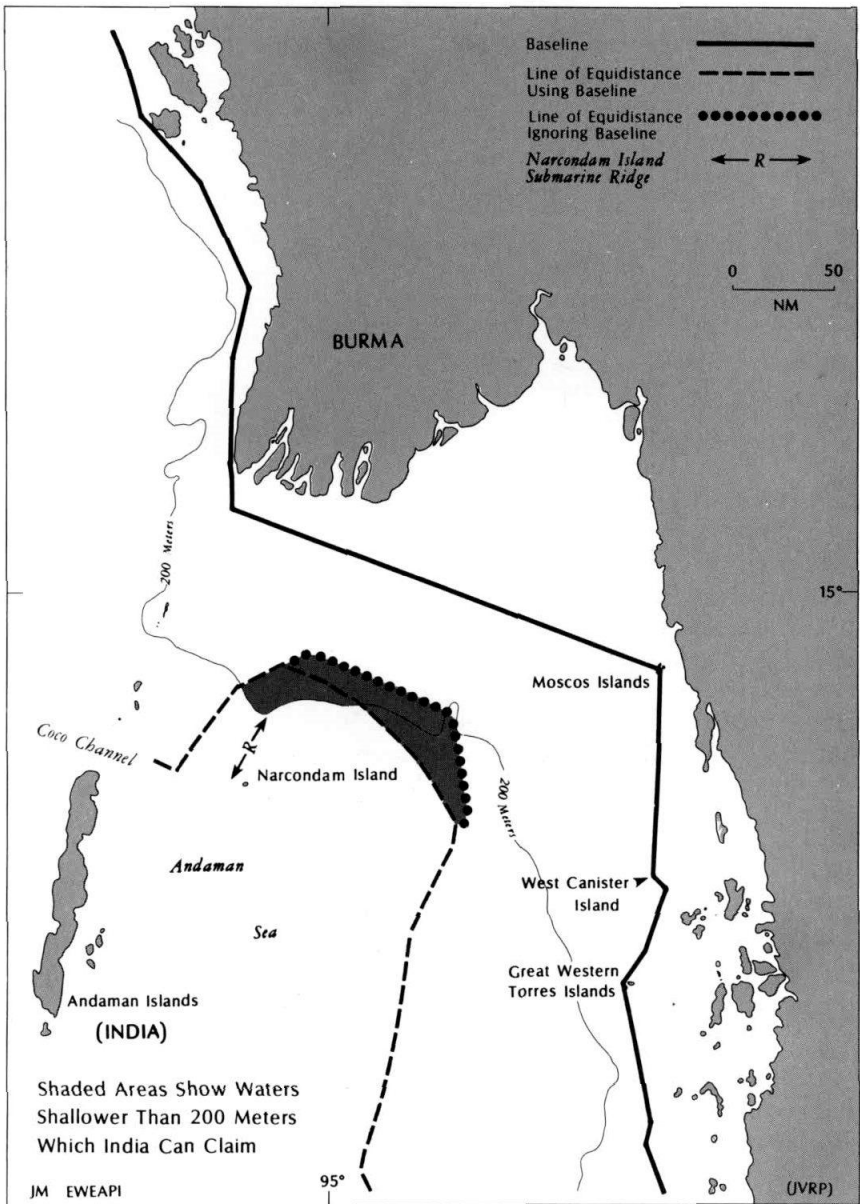 Baseline
Line of Equidistance
Using Baseline
Line of Equidistance
Ignoring Baseline
Narcondam Island
Submarine Ridge
R
0 50
NM
BURMA
200 Meters
15°
Moscos Islands
Coco Channel
R
Narcondam Island
200 Meters
Andaman
Sea
West Canister
Island
Great Western
Torres Islands
Andaman Islands
(INDIA)
Shaded Areas Show Waters
Shallower Than 200 Meters
Which India Can Claim
JM EWEAPI
95°
(JVRP)